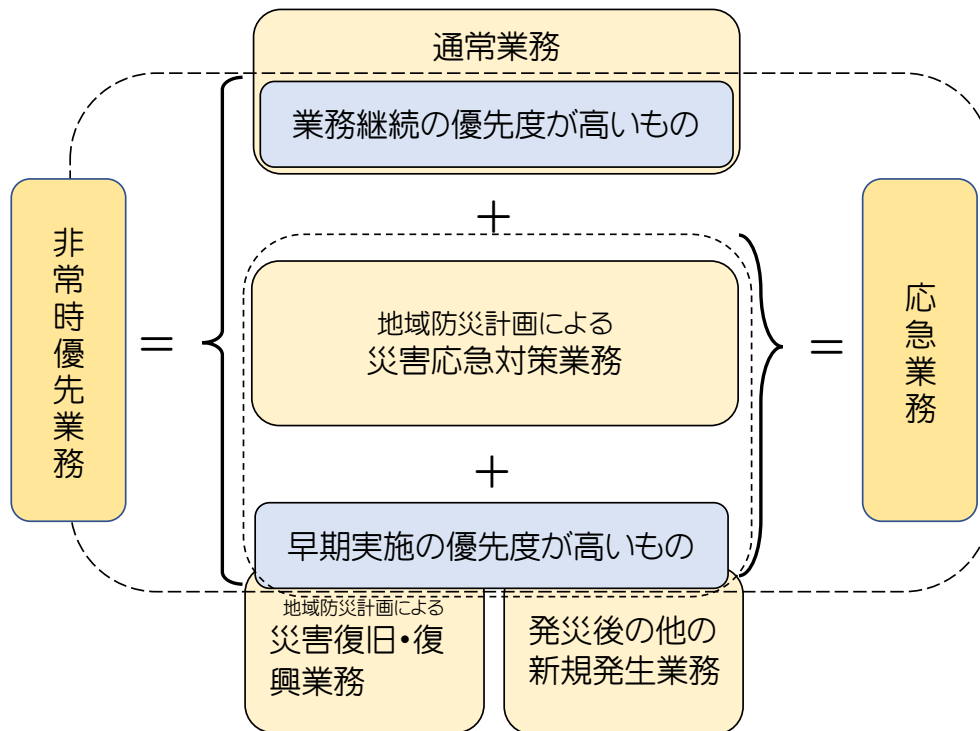 通常業務
業務継続の優先度が高いもの
+
非常時優先業務
=
地域防災計画による
災害応急対策業務
=
応急業務
+
早期実施の優先度が高いもの
地域防災計画による
災害復旧・復
興業務
発災後の他の
新規発生業務